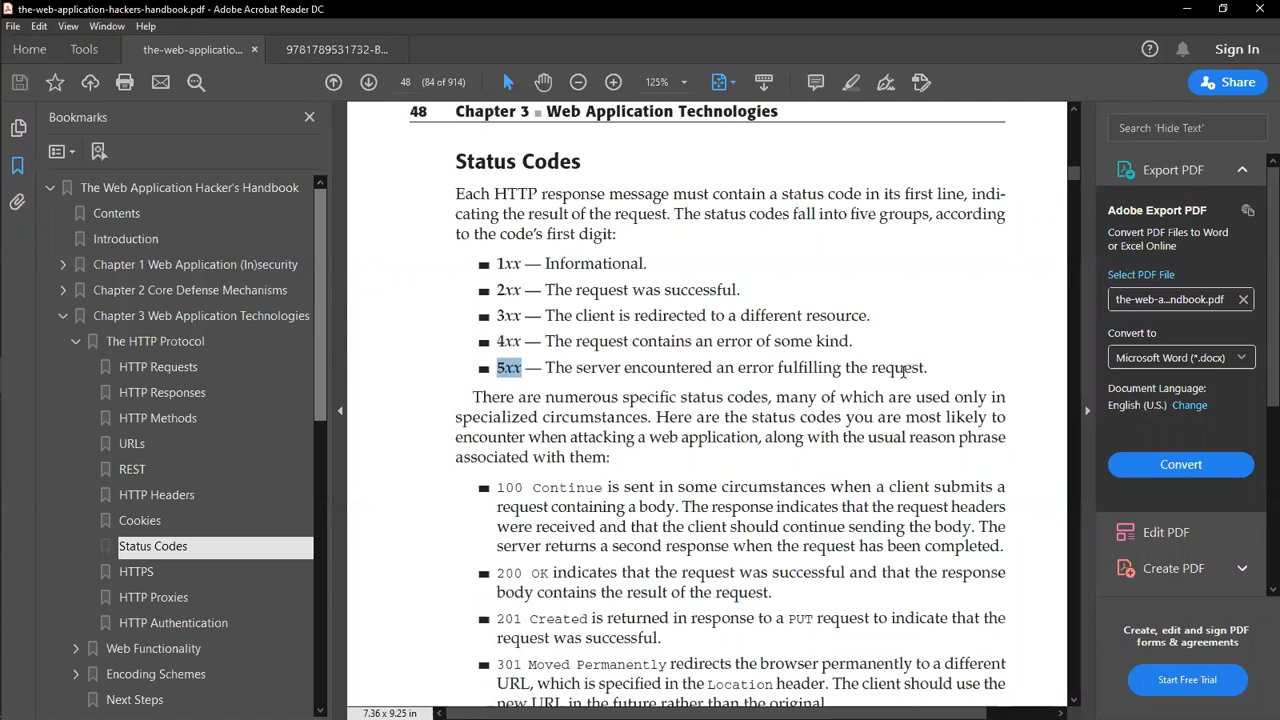 the-web-application-hackers-handbook.pdf - Adobe Acrobat Reader DC
File Edit View Window Help
Home Tools the-web-applicatio... 9781789531732-B... Sign In
48 (84 of 914) 125% Share
Bookmarks
The Web Application Hacker's Handbook
Contents
Introduction
Chapter 1 Web Application (In)security
Chapter 2 Core Defense Mechanisms
Chapter 3 Web Application Technologies
The HTTP Protocol
HTTP Requests
HTTP Responses
HTTP Methods
URLs
REST
HTTP Headers
Cookies
Status Codes
HTTPS
HTTP Proxies
HTTP Authentication
Web Functionality
Encoding Schemes
Next Steps
48 Chapter 3 ■ Web Application Technologies
Status Codes
Each HTTP response message must contain a status code in its first line, indi-
cating the result of the request. The status codes fall into five groups, according
to the code's first digit:
■ 1xx — Informational.
■ 2xx — The request was successful.
■ 3xx — The client is redirected to a different resource.
■ 4xx — The request contains an error of some kind.
■ 5xx — The server encountered an error fulfilling the request.
There are numerous specific status codes, many of which are used only in
specialized circumstances. Here are the status codes you are most likely to
encounter when attacking a web application, along with the usual reason phrase
associated with them:
■ 100 Continue is sent in some circumstances when a client submits a
request containing a body. The response indicates that the request headers
were received and that the client should continue sending the body. The
server returns a second response when the request has been completed.
■ 200 OK indicates that the request was successful and that the response
body contains the result of the request.
■ 201 Created is returned in response to a PUT request to indicate that the
request was successful.
■ 301 Moved Permanently redirects the browser permanently to a different
URL, which is specified in the Location header. The client should use the
new URL in the future rather than the original.
7.36 x 9.25 in
Search 'Hide Text'
Export PDF
Adobe Export PDF
Convert PDF Files to Word
or Excel Online
Select PDF File
the-web-a...ndbook.pdf
Convert to
Microsoft Word (*.docx)
Document Language:
English (U.S.) Change
Convert
Edit PDF
Create PDF
Create, edit and sign PDF
forms & agreements
Start Free Trial